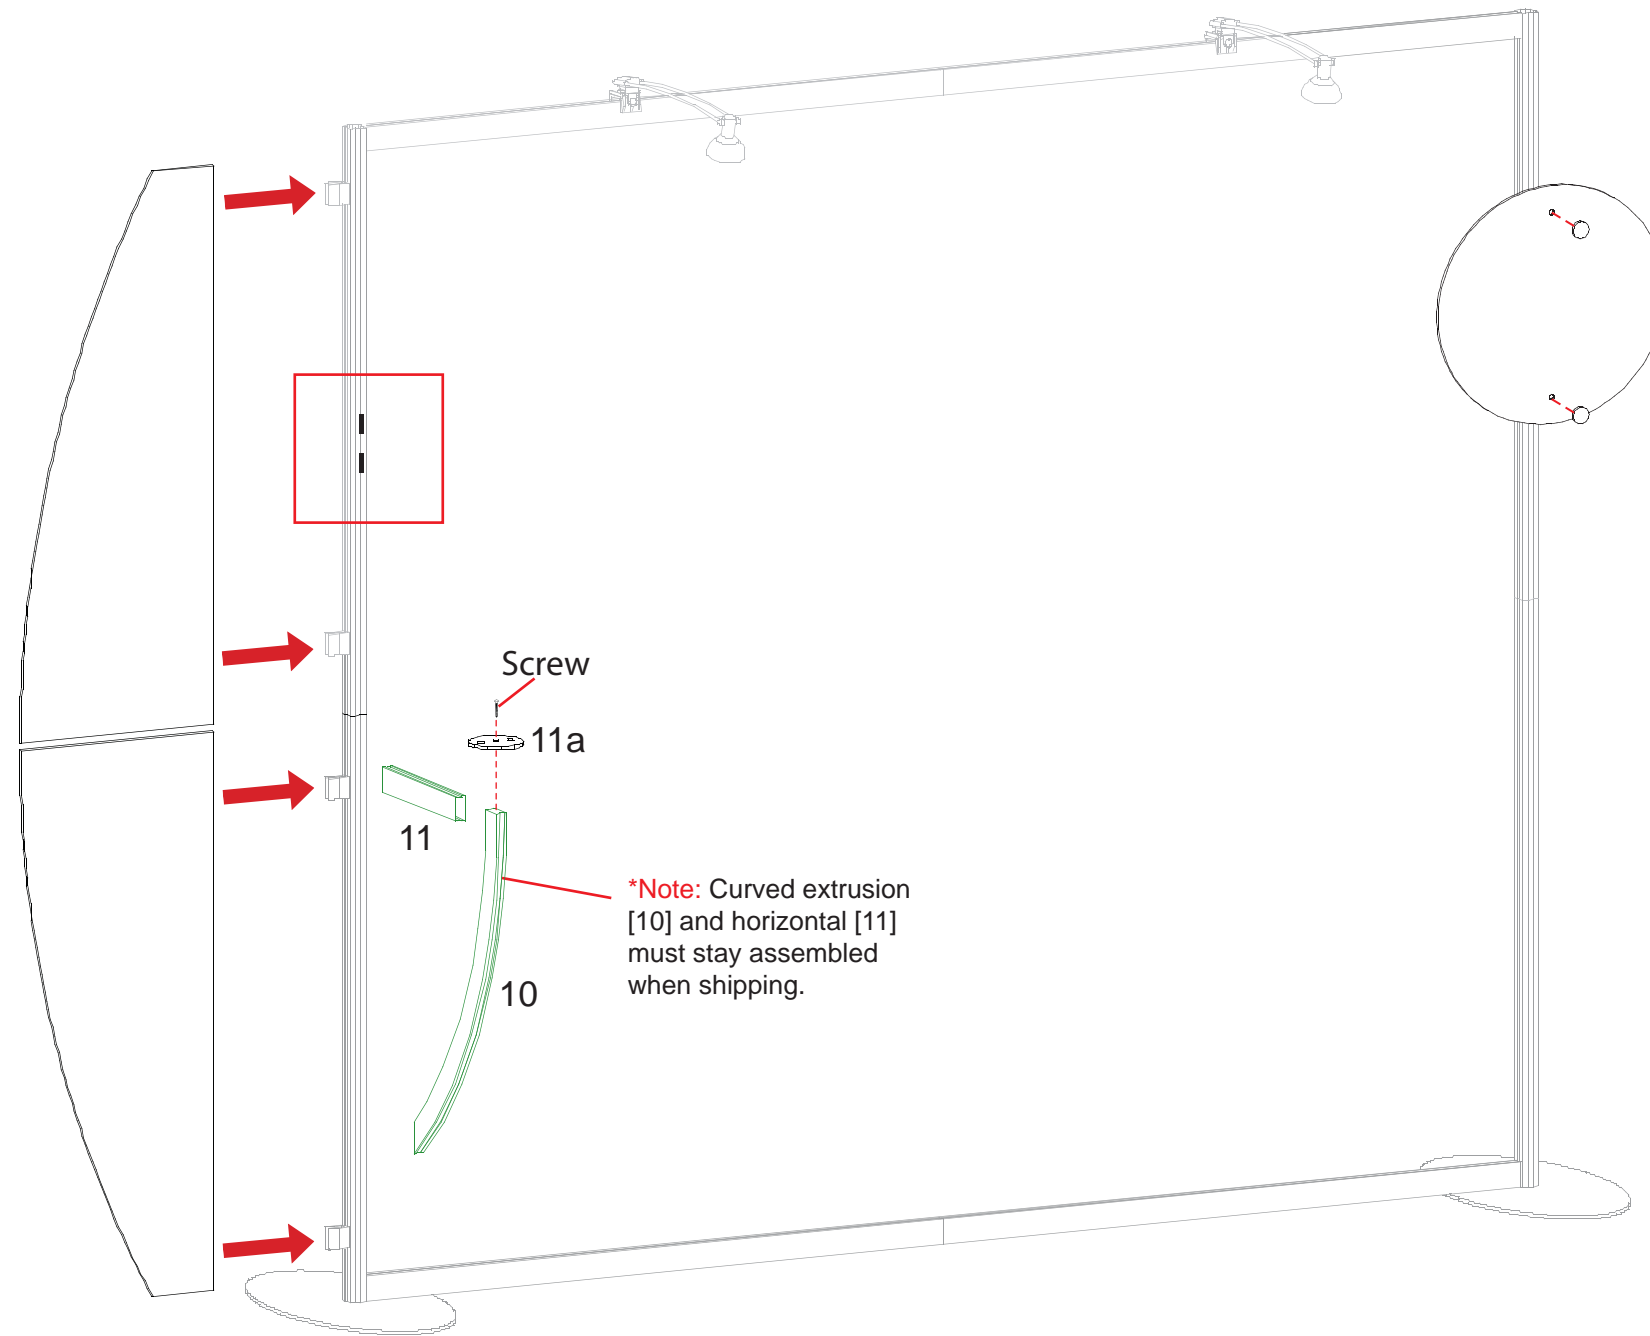 Screw
11a
11
*Note: Curved extrusion
[10] and horizontal [11]
must stay assembled
when shipping.
10